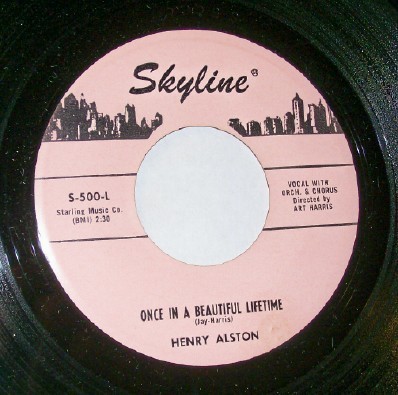 Skyline®
S-500-L
Starling Music Co.
(BMI) 2:30
VOCAL WITH
ORCH. & CHORUS
Directed by
ART HARRIS
ONCE IN A BEAUTIFUL LIFETIME
(Jay-Harris)
HENRY ALSTON